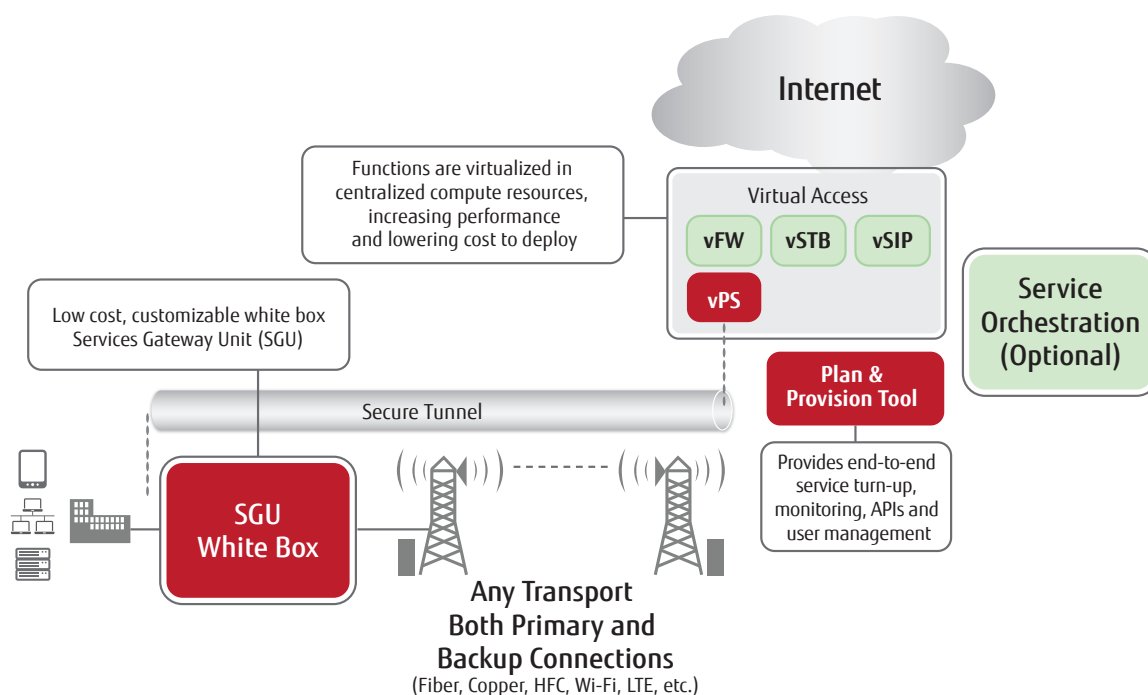 Internet
Functions are virtualized in
centralized compute resources,
increasing performance
and lowering cost to deploy
Virtual Access
vFW
vSTB
vSIP
vPS
Service
Orchestration
(Optional)
Low cost, customizable white box
Services Gateway Unit (SGU)
Plan &
Provision Tool
Secure Tunnel
Provides end-to-end
service turn-up,
monitoring, APIs and
user management
SGU
White Box
Any Transport
Both Primary and
Backup Connections
(Fiber, Copper, HFC, Wi-Fi, LTE, etc.)